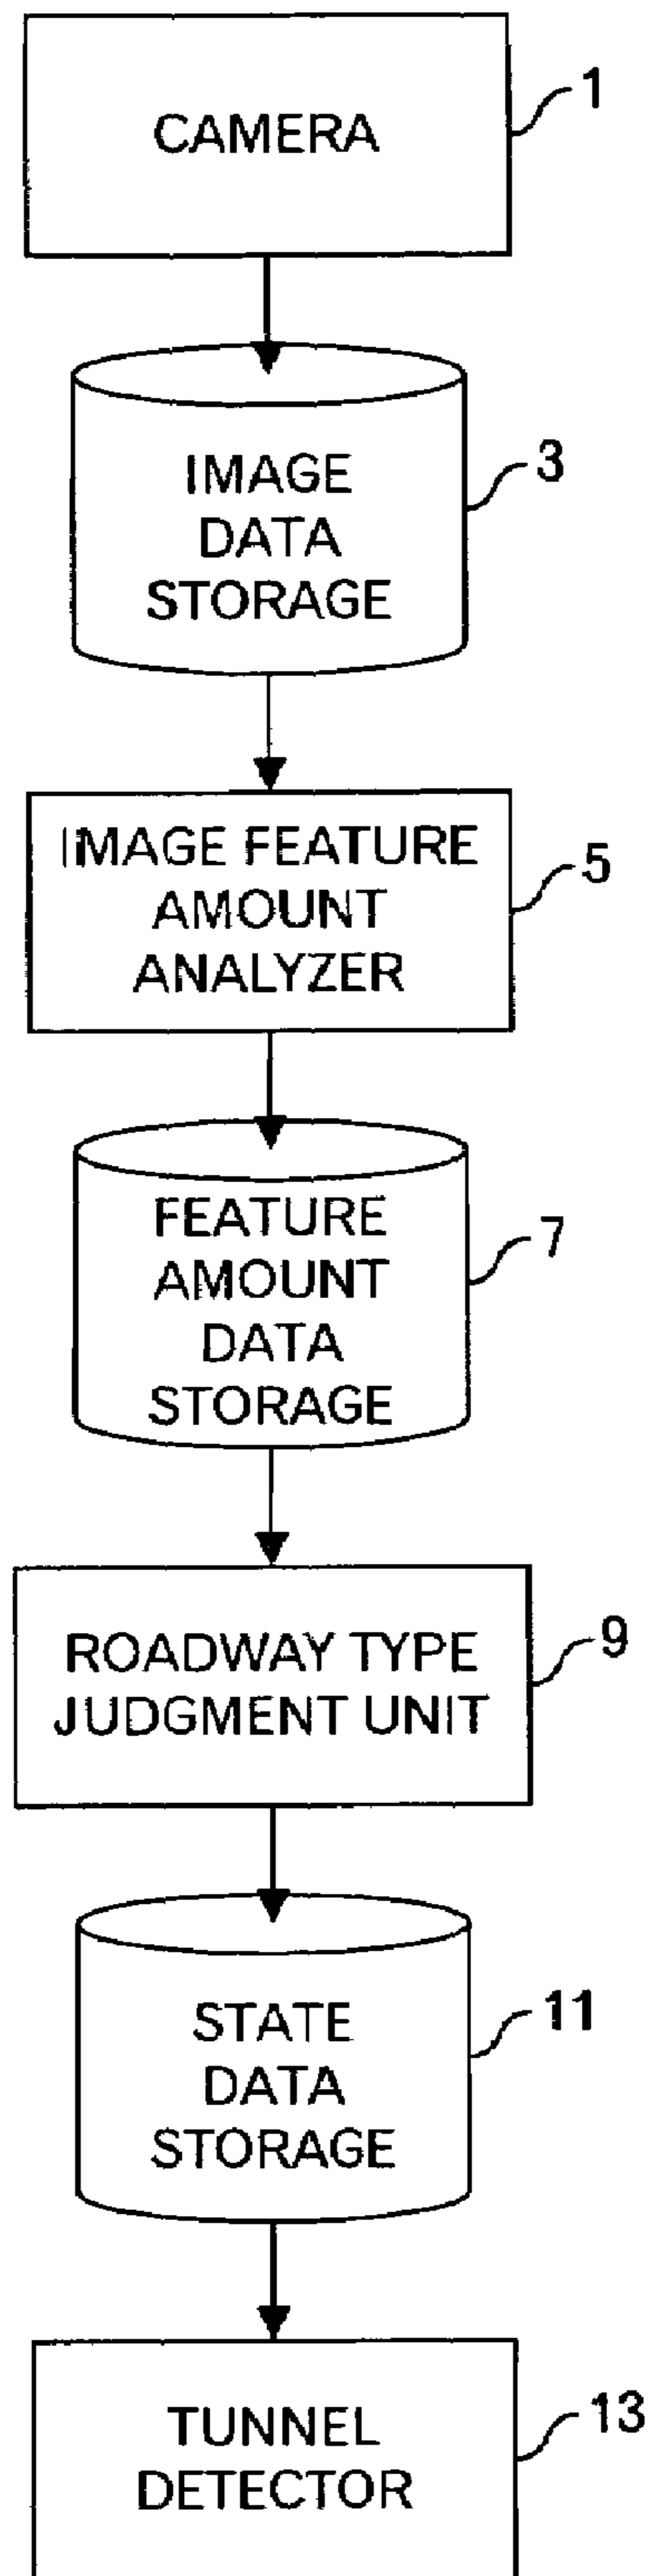 CAMERA
1
IMAGE
DATA
STORAGE
3
IMAGE FEATURE
AMOUNT
ANALYZER
5
FEATURE
AMOUNT
DATA
STORAGE
7
ROADWAY TYPE
JUDGMENT UNIT
9
STATE
DATA
STORAGE
11
TUNNEL
DETECTOR
13